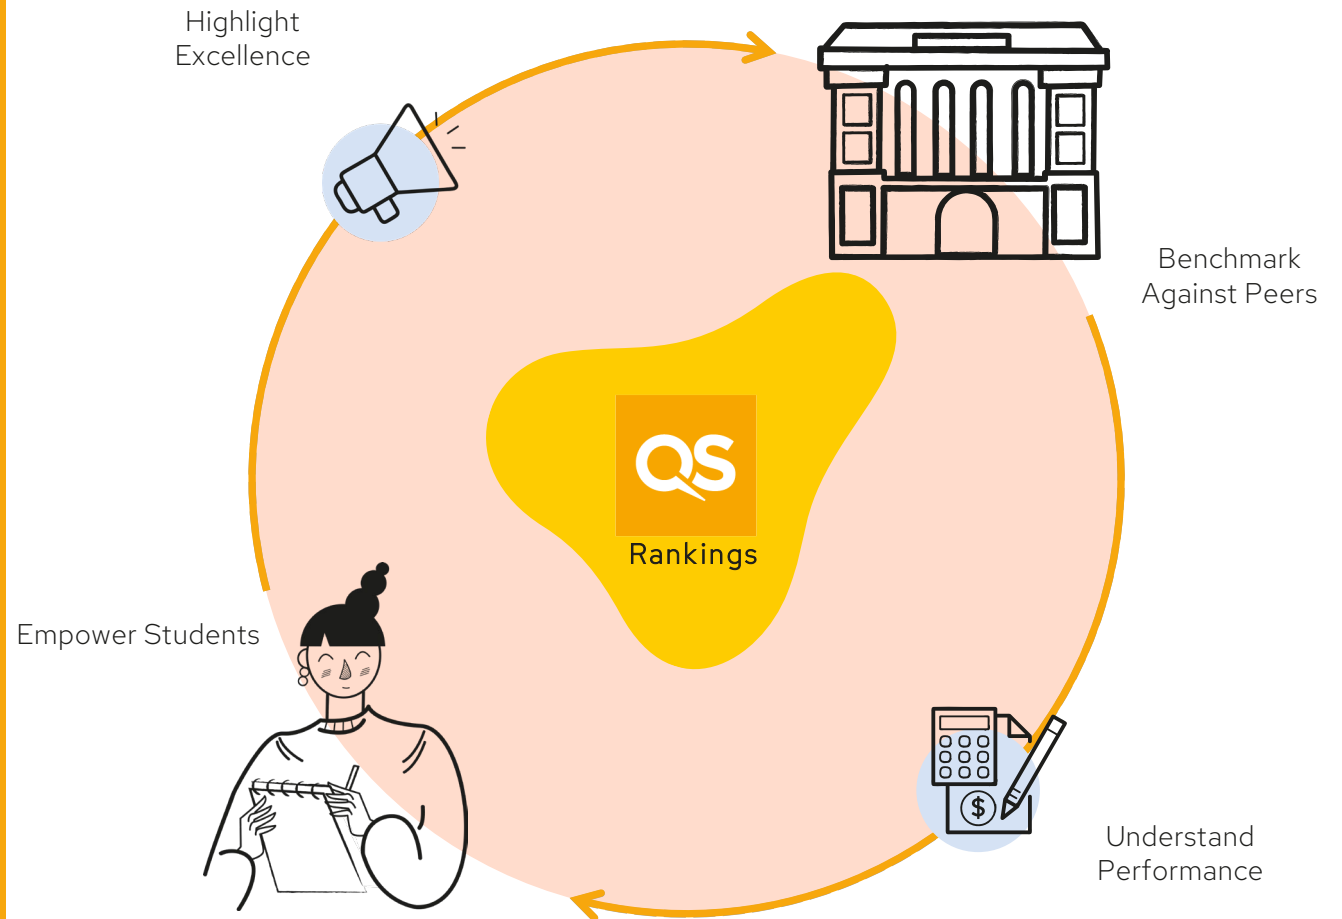 Highlight
Excellence
Benchmark
Against Peers
QS
Rankings
Empower Students
$
Understand
Performance